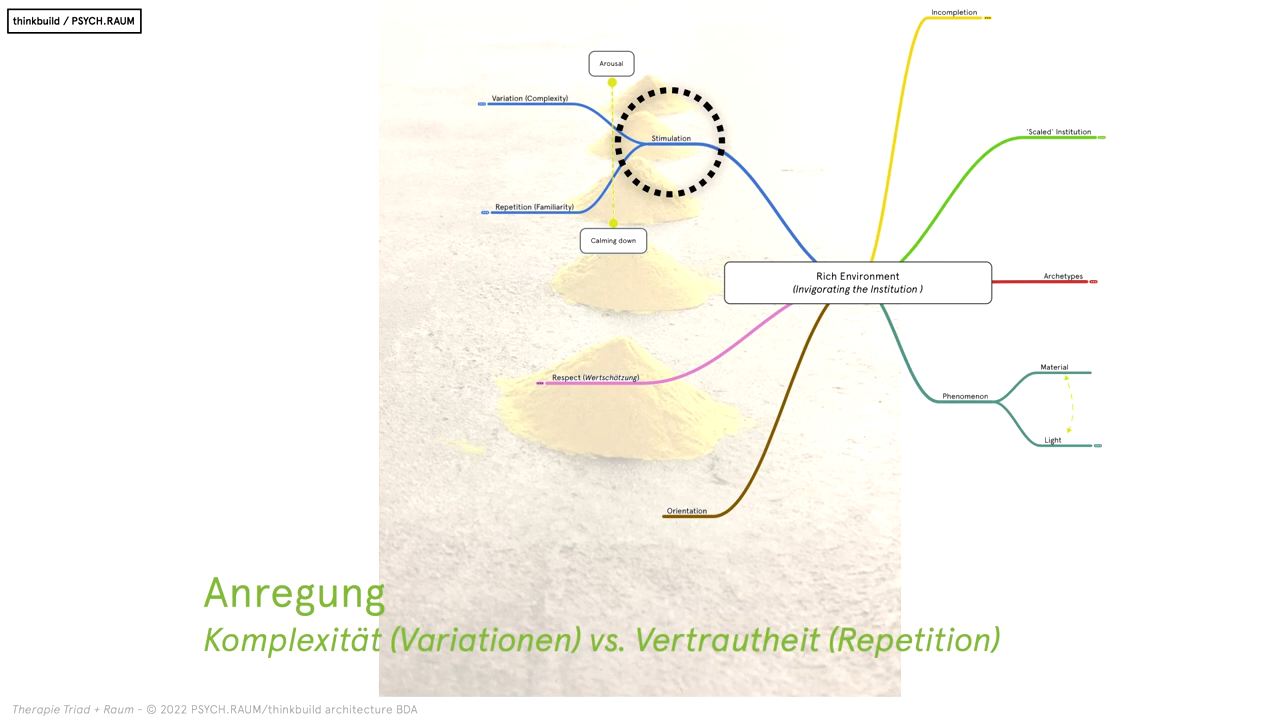 thinkbuild / PSYCH.RAUM
Incompletion
Arousal
Variation (Complexity)
Stimulation
'Scaled' Institution
Repetition (Familiarity)
Calming down
Rich Environment
(Invigorating the Institution )
Archetypes
Respect (Wertschätzung)
Material
Phenomenon
Light
Orientation
Anregung
Komplexität (Variationen) vs. Vertrautheit (Repetition)
Therapie Triad + Raum - © 2022 PSYCH.RAUM/thinkbuild architecture BDA